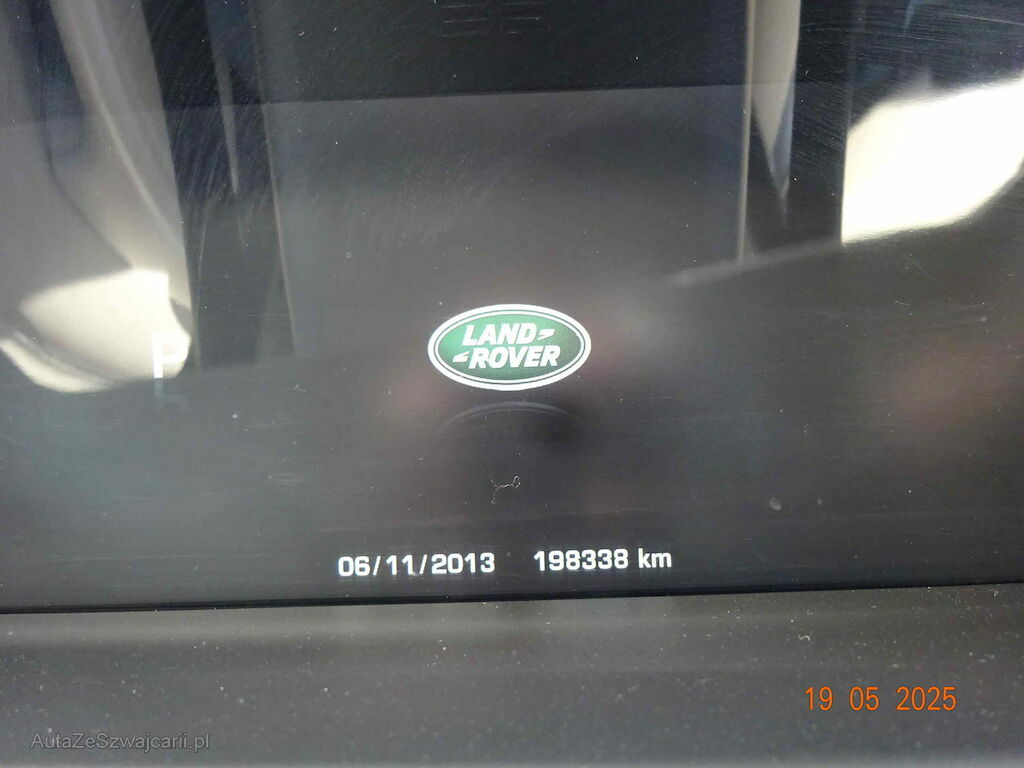 P
LAND-
-ROVER
06/11/2013 198338 km
19 05 2025
AutaZeSzwajcarii.pl